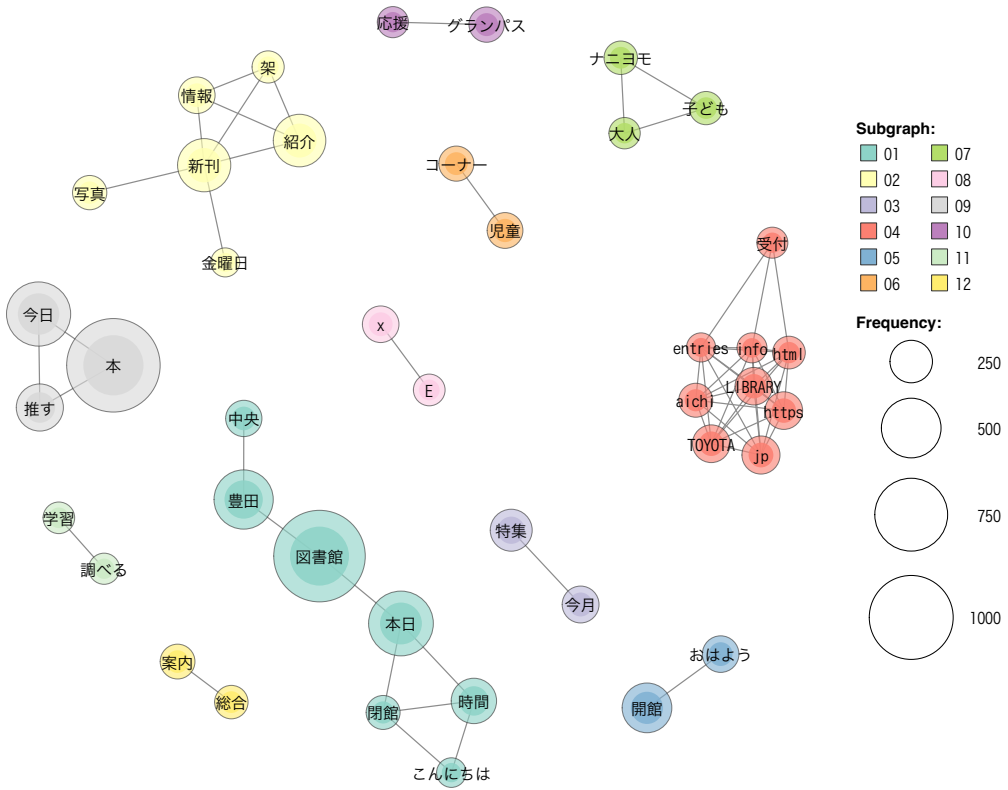 応援
グランパス
ナニヨモ
子ども
大人
架
情報
紹介
新刊
写真
金曜日
コーナー
児童
受付
entries
info
html
LIBRARY
aichi
https
TOYOTA
jp
今日
本
推す
x
E
中央
豊田
図書館
本日
閉館
時間
こんにちは
学習
調べる
特集
今月
案内
総合
おはよう
開館
Subgraph:
01 07
02 08
03 09
04 10
05 11
06 12
Frequency:
250
500
750
1000